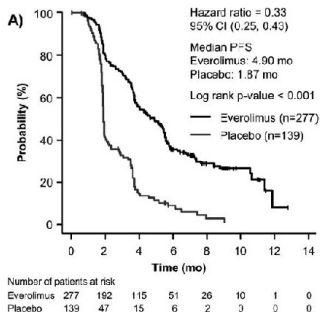 A)
Hazard ratio = 0.33
95% CI (0.25, 0.43)
Median PFS
Everolimus: 4.90 mo
Placebo: 1.87 mo
Log rank p-value < 0.001
Everolimus (n=277)
Placebo (n=139)
Probability (%)
100
80
60
40
20
0
0 2 4 6 8 10 12 14
Time (mo)
Number of patients at risk
Everolimus 277 192 115 51 26 10 1 0
Placebo 139 47 15 6 2 0 0 0